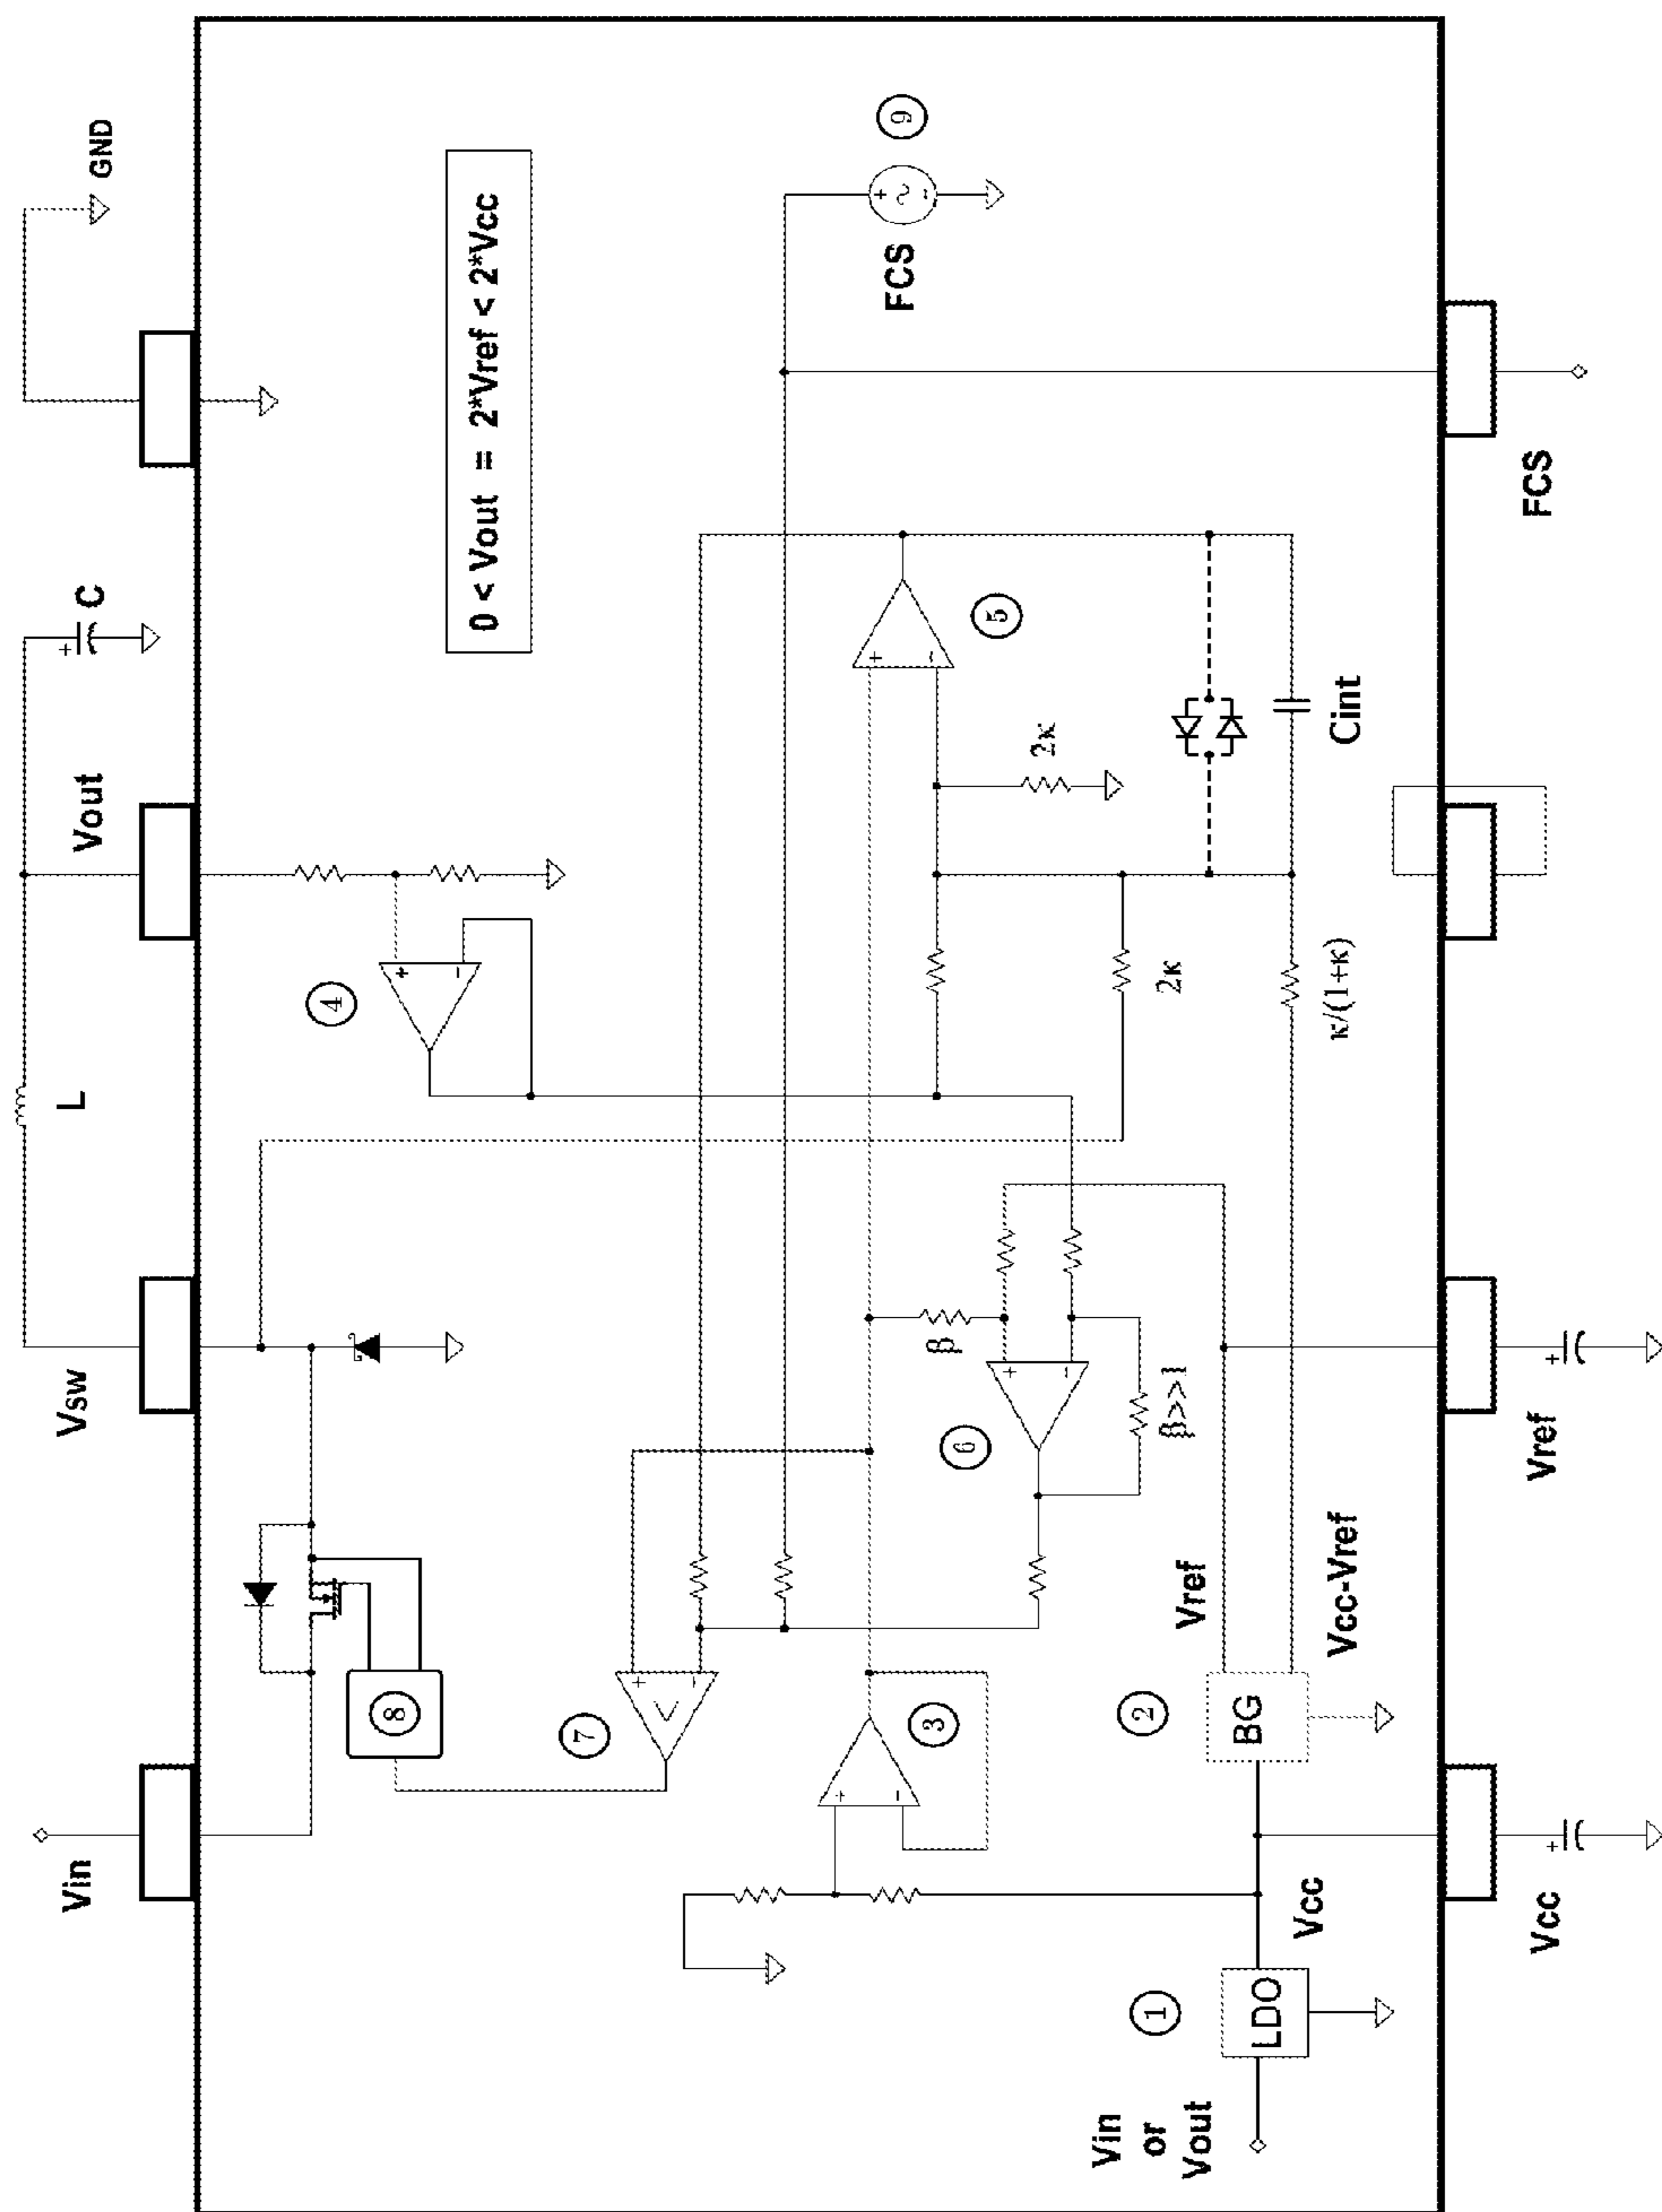 GND
C
Vout
L
Vsw
Vin
0 < Vout = 2*Vref < 2*Vcc
+
~
-
FCS
9
+
-
5
2κ
Cint
+
-
4
2κ
κ/(1+κ)
β
+
-
6
β>>1
Vref
Vcc-Vref
8
+
-
7
+
-
3
2
BG
1
LDO
Vcc
Vin
or
Vout
Vcc
+
Vref
+
FCS
+